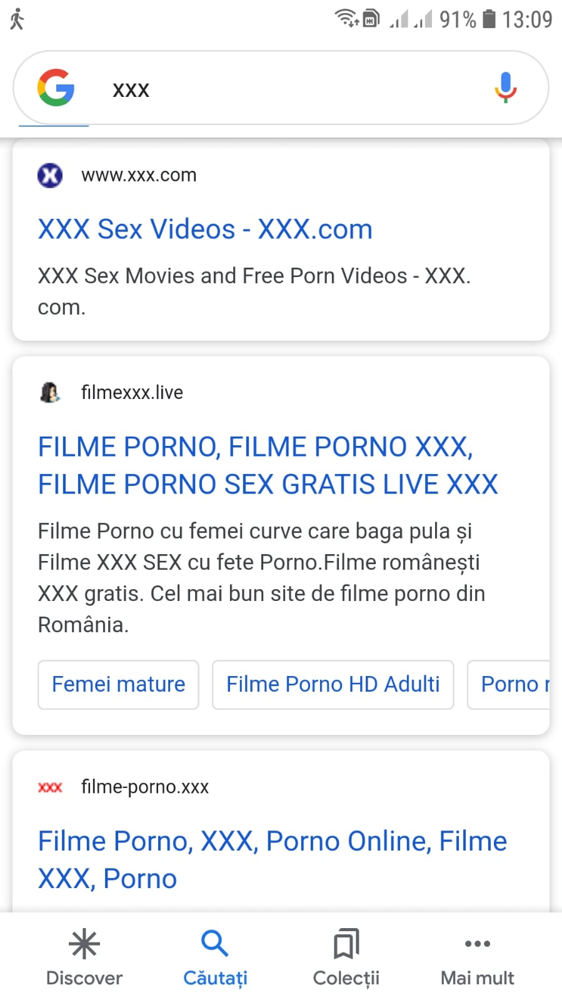 91% 13:09
xxx
www.xxx.com
XXX Sex Videos - XXX.com
XXX Sex Movies and Free Porn Videos - XXX.
com.
filmexxx.live
FILME PORNO, FILME PORNO XXX,
FILME PORNO SEX GRATIS LIVE XXX
Filme Porno cu femei curve care baga pula și
Filme XXX SEX cu fete Porno.Filme românești
XXX gratis. Cel mai bun site de filme porno din
România.
Femei mature Filme Porno HD Adulti Porno
xxx filme-porno.xxx
Filme Porno, XXX, Porno Online, Filme
XXX, Porno
Discover Căutați Colecții Mai mult